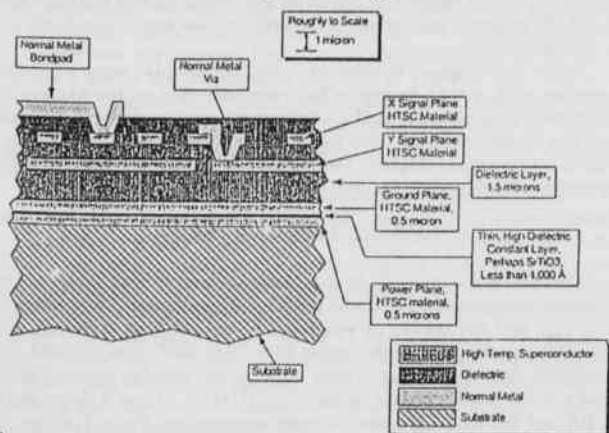 Roughly to Scale
1 micron
Normal Metal
Bondpad
Normal Metal
Via
X Signal Plane
HTSC Material
Y Signal Plane
HTSC Material
Dielectric Layer,
1.5 microns
Ground Plane,
HTSC Material,
0.5 micron
Thin, High Dielectric
Constant Layer,
Perhaps SrTiO3,
Less than 1,000 Å
Power Plane,
HTSC material,
0.5 microns
Substrate
High Temp. Superconductor
Dielectric
Normal Metal
Substrate